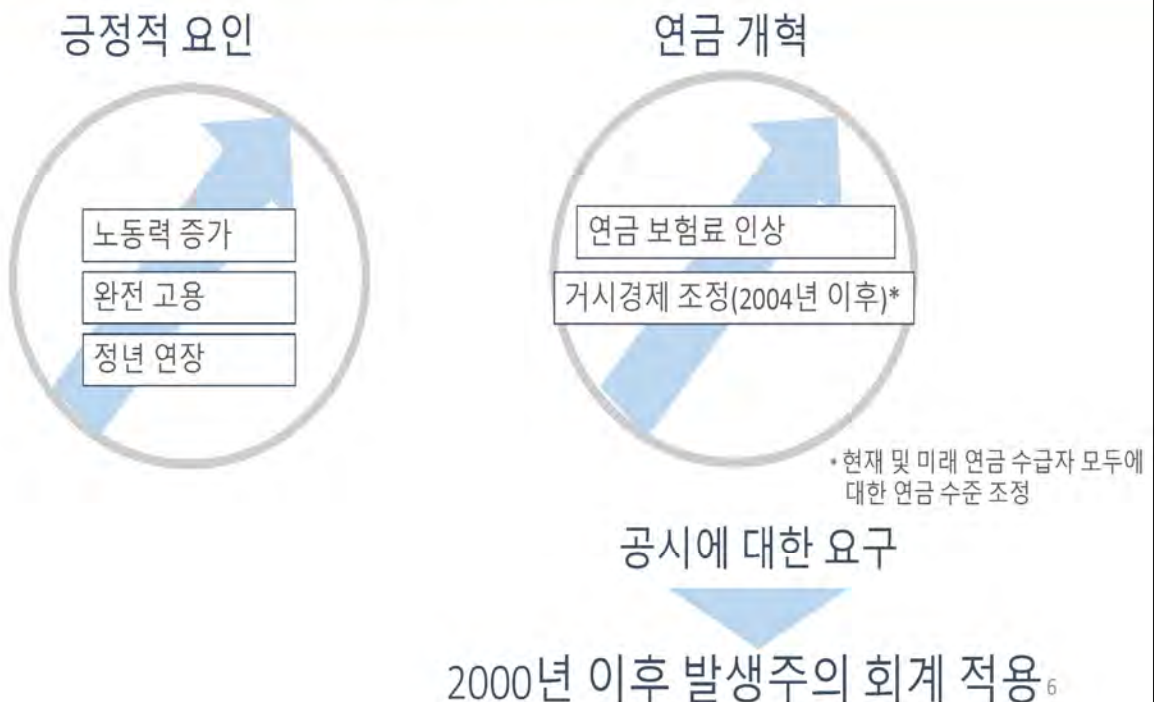 긍정적 요인
노동력 증가
완전 고용
정년 연장
연금 개혁
연금 보험료 인상
거시경제 조정(2004년 이후)*
* 현재 및 미래 연금 수급자 모두에
대한 연금 수준 조정
공시에 대한 요구
2000년 이후 발생주의 회계 적용
6